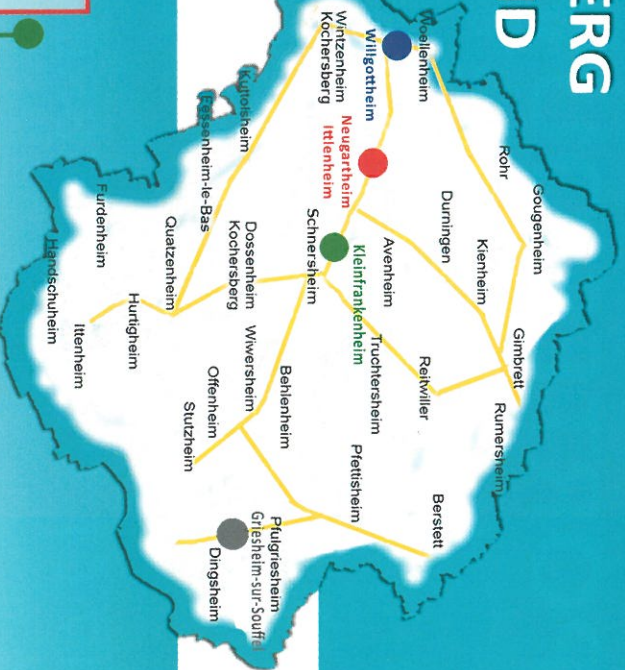 ERG
D
Gougenheim
Gimbrett
Rohr
Rumersheim
Kienheim
Durningen
Berstett
Woellenheim
Reitwiller
Avenheim
Truchtersheim
Willgottheim
Kleinfrankenheim
Pfettisheim
Neugartheim
Ittlenheim
Wintzenheim
Kochersberg
Schnersheim
Behlenheim
Pfulgriesheim
Griesheim-sur-Souffel
Dossenheim
Kochersberg
Wiwersheim
Kuttolsheim
Dingsheim
Offenheim
Fessenheim-le-Bas
Stutzheim
Quatzenheim
Hurtigheim
Furdenheim
Ittenheim
Handschuheim